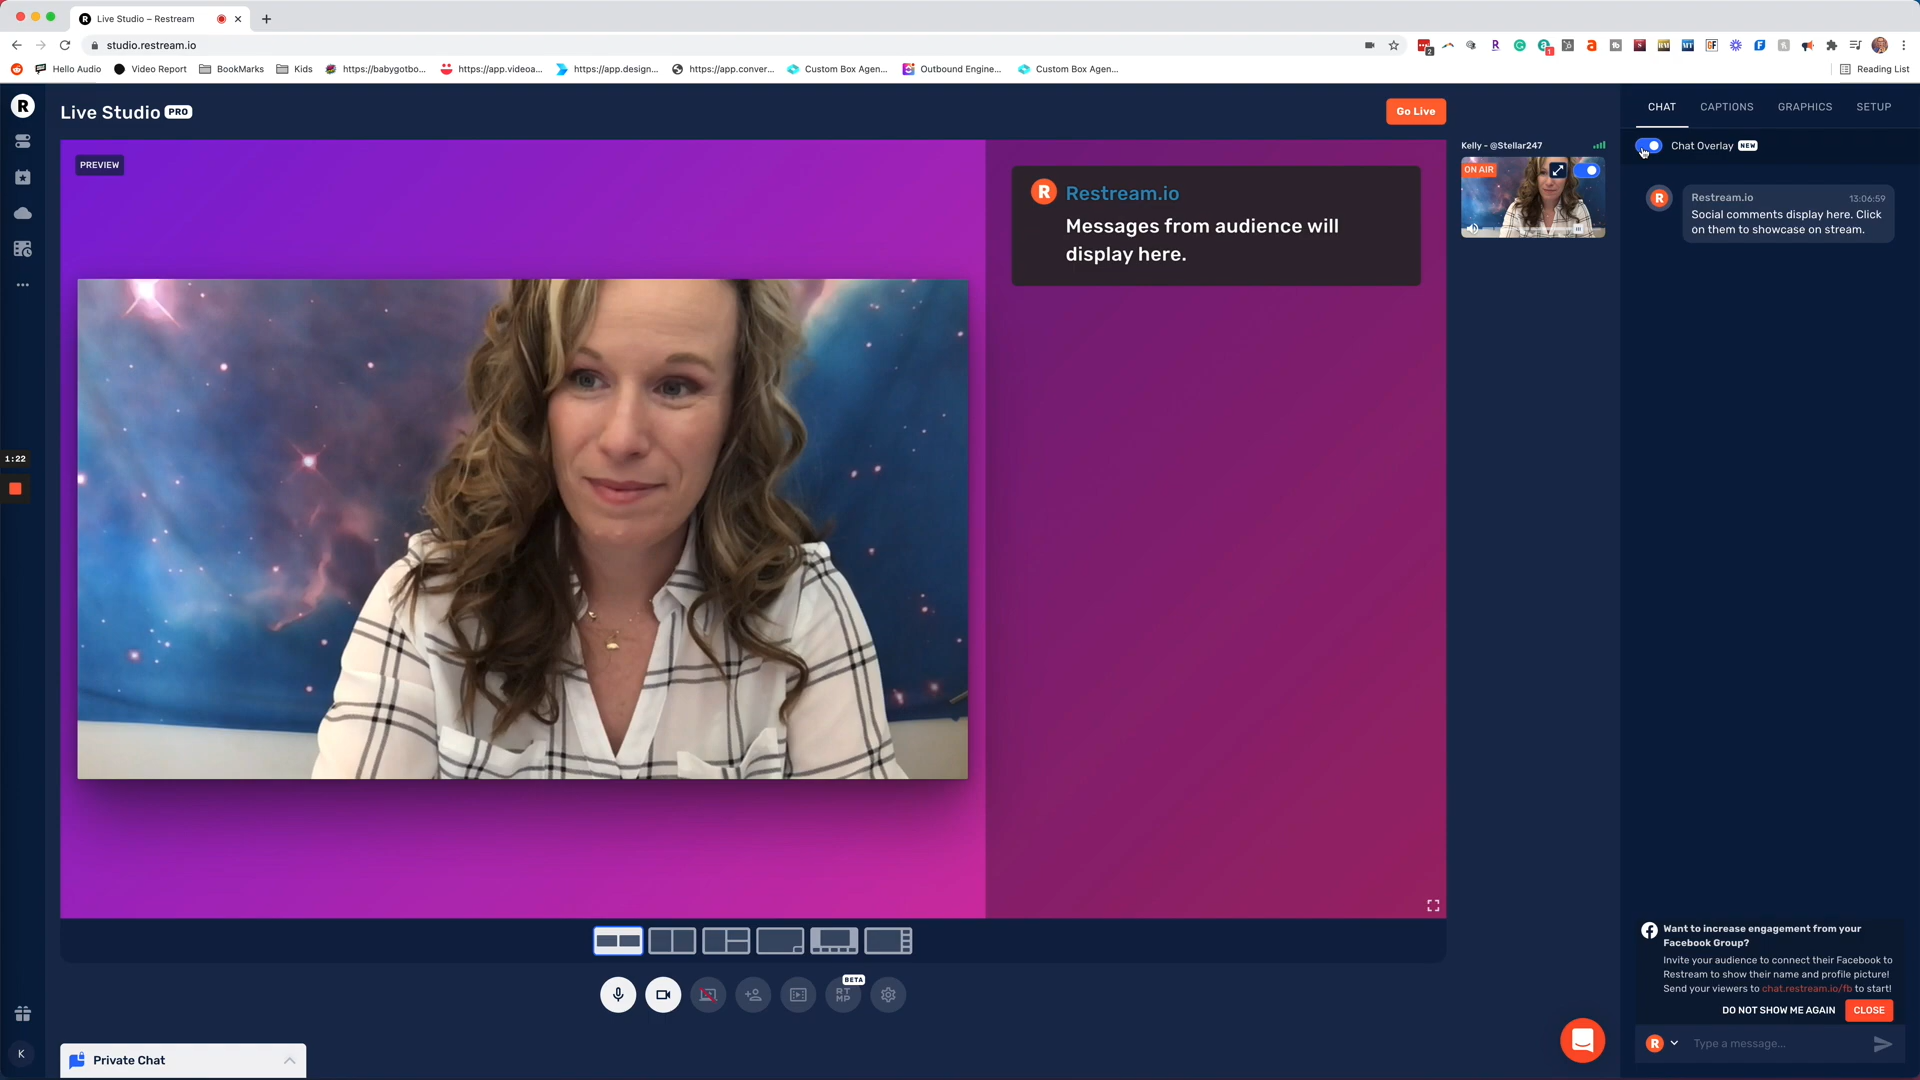 Live Studio – Restream
studio.restream.io
2
1
Hello Audio
Video Report
BookMarks
Kids
https://babygotbo...
https://app.videoa...
https://app.design...
https://app.conver...
Custom Box Agen...
Outbound Engine...
Custom Box Agen...
Reading List
R
Live Studio PRO
Go Live
CHAT
CAPTIONS
GRAPHICS
SETUP
PREVIEW
R
Restream.io
Messages from audience will
display here.
Kelly - @Stellar247
ON AIR
Chat Overlay NEW
R
Restream.io
13:06:59
Social comments display here. Click
on them to showcase on stream.
1:22
BETA
RT
MP
Want to increase engagement from your
Facebook Group?
Invite your audience to connect their Facebook to
Restream to show their name and profile picture!
Send your viewers to chat.restream.io/fb to start!
DO NOT SHOW ME AGAIN
CLOSE
K
Private Chat
R
Type a message...